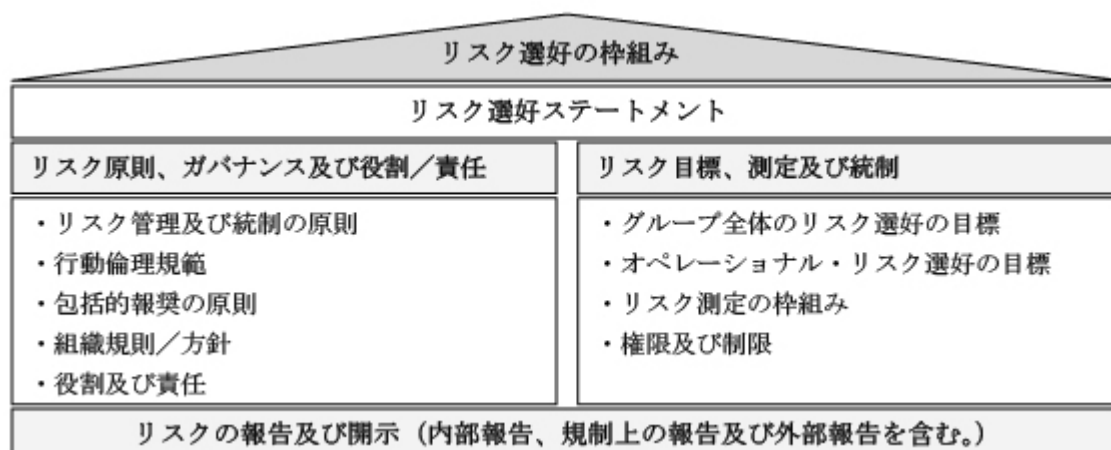 リスク選好の枠組み
リスク選好ステートメント
リスク原則、ガバナンス及び役割／責任
・リスク管理及び統制の原則
・行動倫理規範
・包括的報奨の原則
・組織規則／方針
・役割及び責任
リスク目標、測定及び統制
・グループ全体のリスク選好の目標
・オペレーショナル・リスク選好の目標
・リスク測定の枠組み
・権限及び制限
リスクの報告及び開示（内部報告、規制上の報告及び外部報告を含む。）